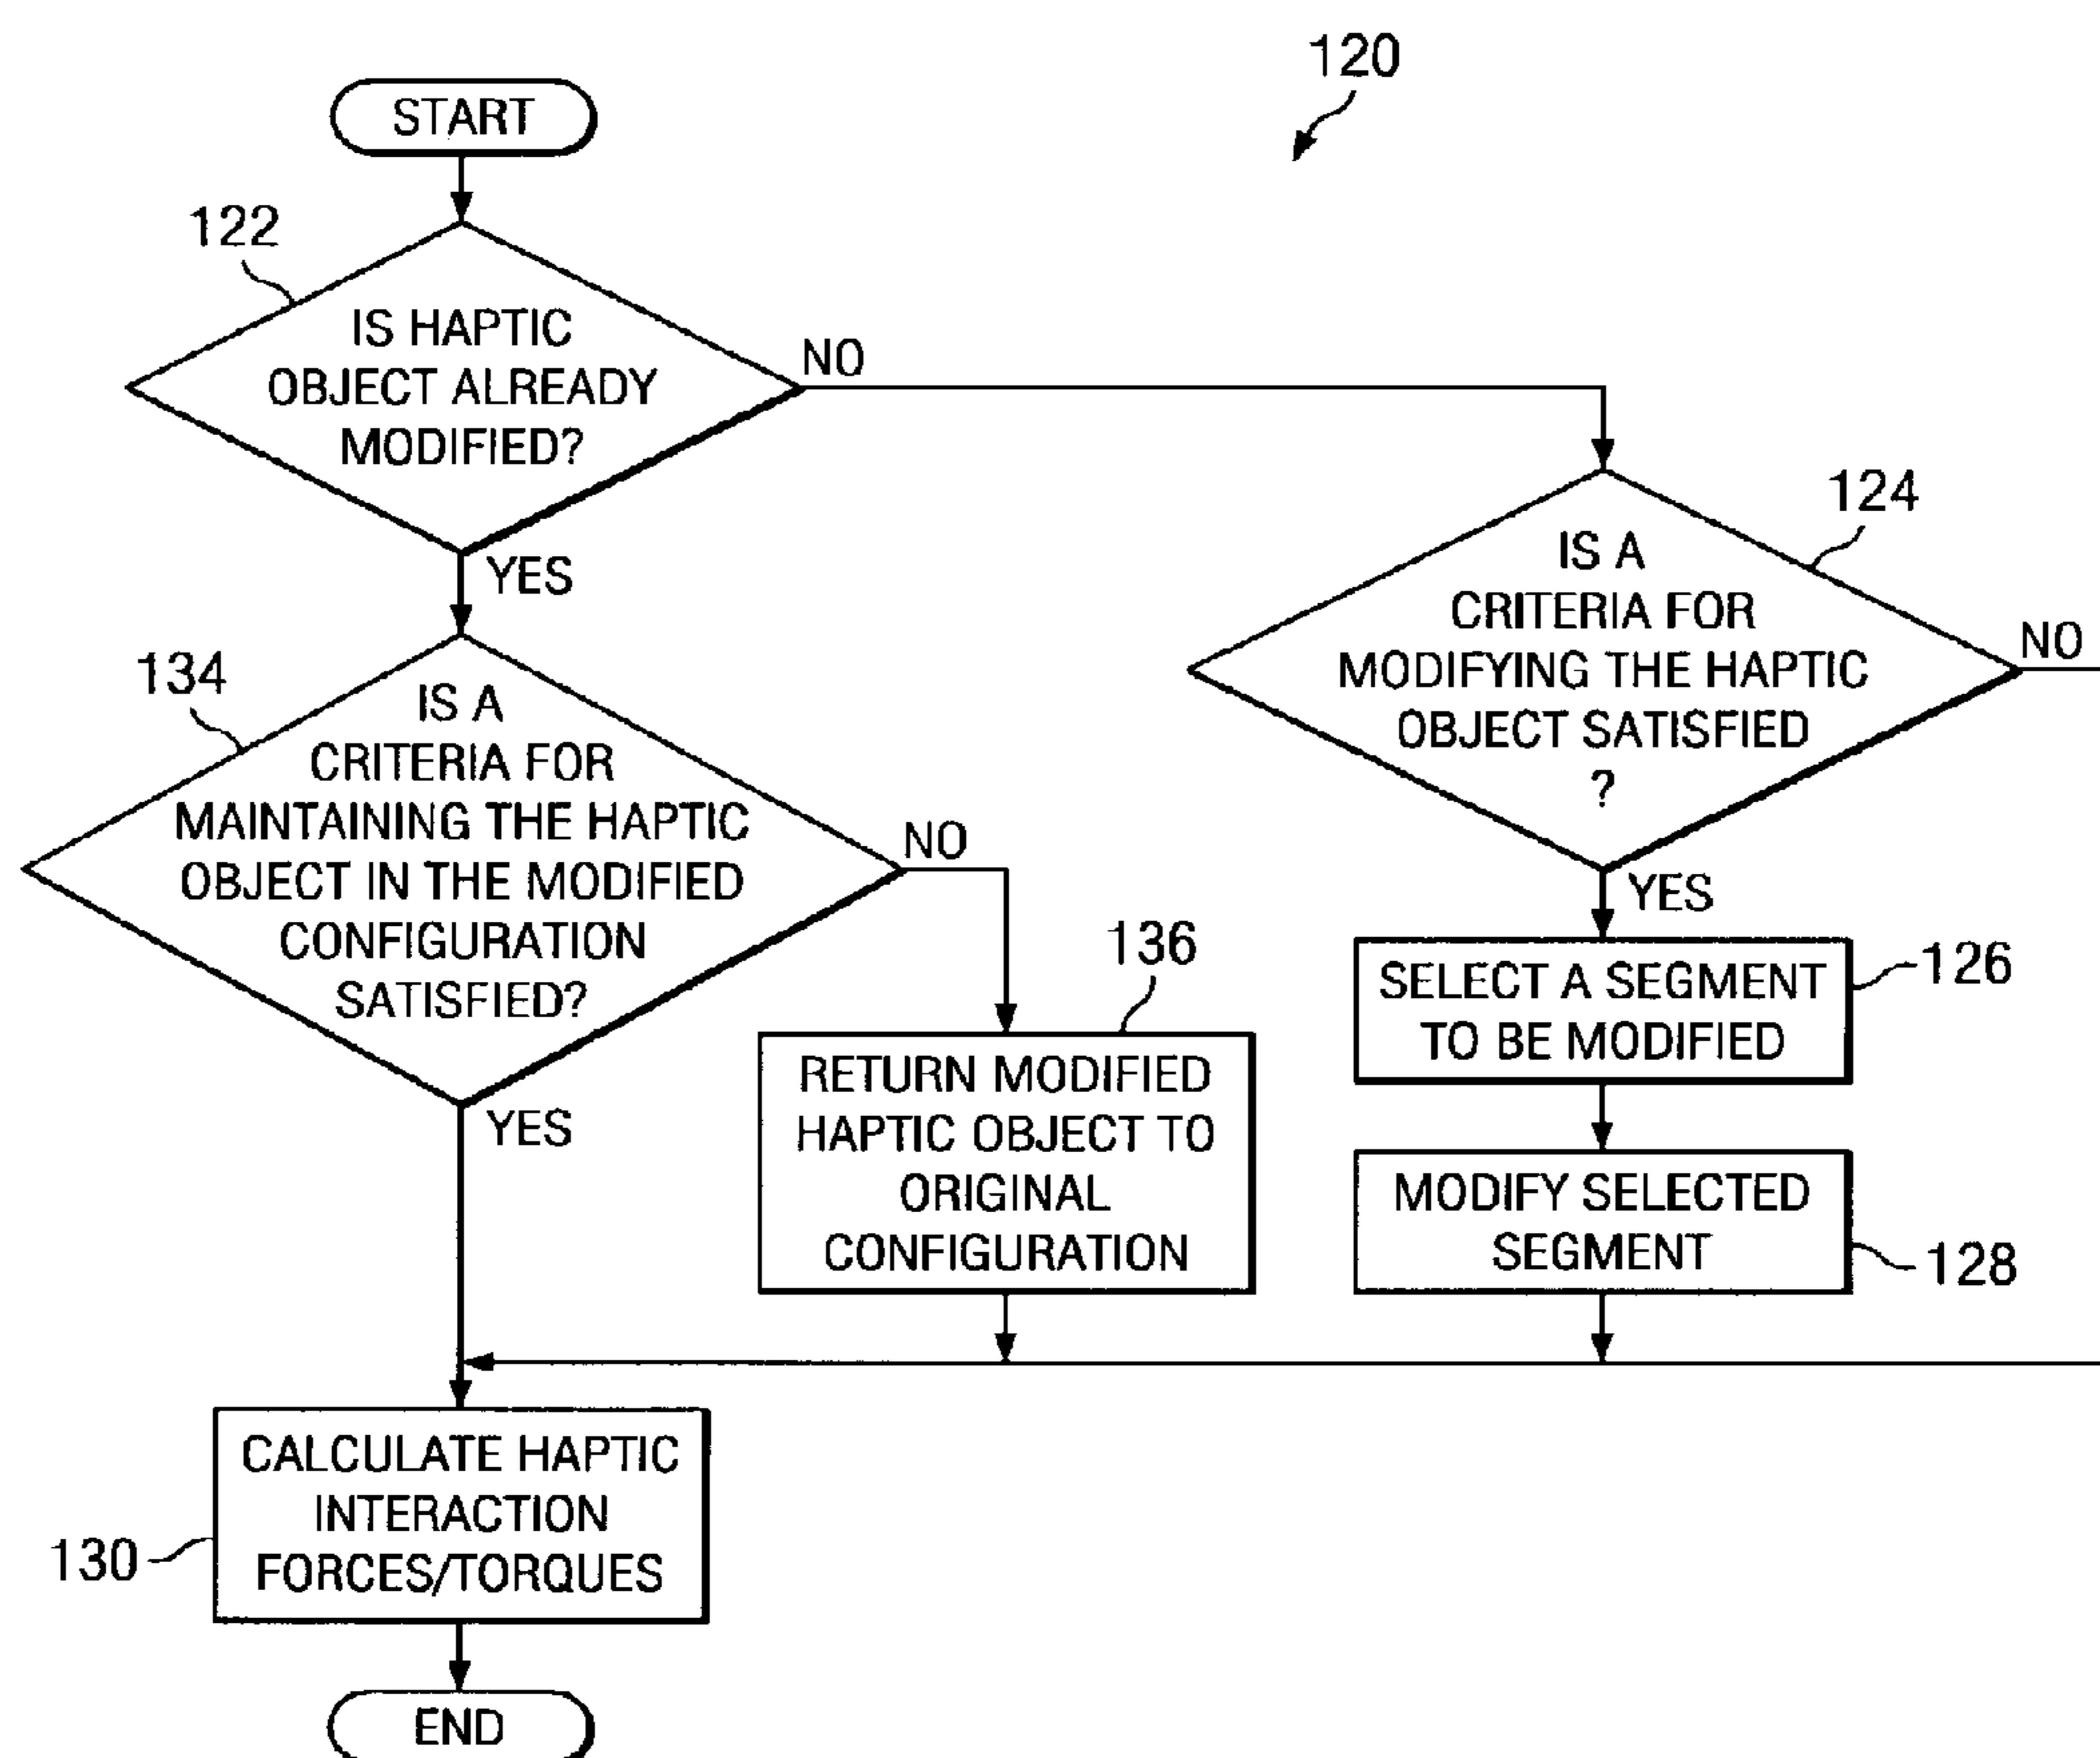 120
START
122
IS HAPTIC
OBJECT ALREADY
MODIFIED?
NO
YES
124
IS A
CRITERIA FOR
MODIFYING THE HAPTIC
OBJECT SATISFIED
?
NO
YES
134
IS A
CRITERIA FOR
MAINTAINING THE HAPTIC
OBJECT IN THE MODIFIED
CONFIGURATION
SATISFIED?
NO
YES
136
RETURN MODIFIED
HAPTIC OBJECT TO
ORIGINAL
CONFIGURATION
126
SELECT A SEGMENT
TO BE MODIFIED
128
MODIFY SELECTED
SEGMENT
130
CALCULATE HAPTIC
INTERACTION
FORCES/TORQUES
END